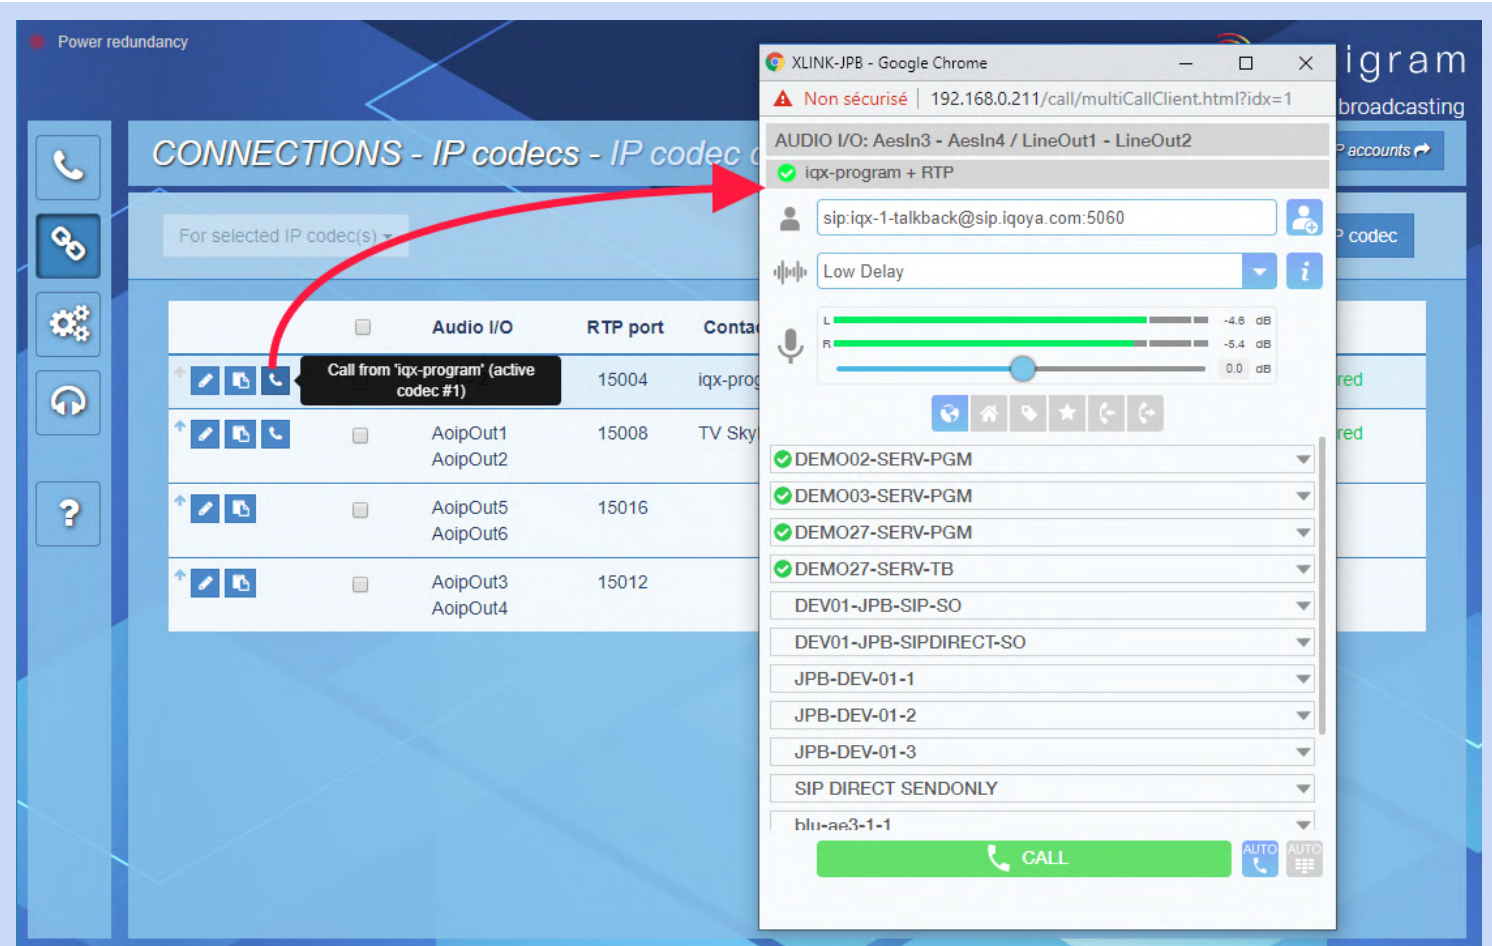 Power redundancy
igram
broadcasting
CONNECTIONS - IP codecs - IP codec
accounts
For selected IP codec(s)
codec
Audio I/O
RTP port
Call from 'iqx-program' (active
codec #1)
15004
AoipOut1
AoipOut2
15008
TV
AoipOut5
AoipOut6
15016
AoipOut3
AoipOut4
15012
?
XLINK-JPB - Google Chrome
Non sécurisé | 192.168.0.211/call/multiCallClient.html?idx=1
AUDIO I/O: AesIn3 - AesIn4 / LineOut1 - LineOut2
iqx-program + RTP
sip:iqx-1-talkback@sip.iqoya.com:5060
Low Delay
i
L -4.6 dB
R -5.4 dB
0.0 dB
DEMO02-SERV-PGM
DEMO03-SERV-PGM
DEMO27-SERV-PGM
DEMO27-SERV-TB
DEV01-JPB-SIP-SO
DEV01-JPB-SIPDIRECT-SO
JPB-DEV-01-1
JPB-DEV-01-2
JPB-DEV-01-3
SIP DIRECT SENDONLY
blu-ae3-1-1
CALL
AUTO
AUTO